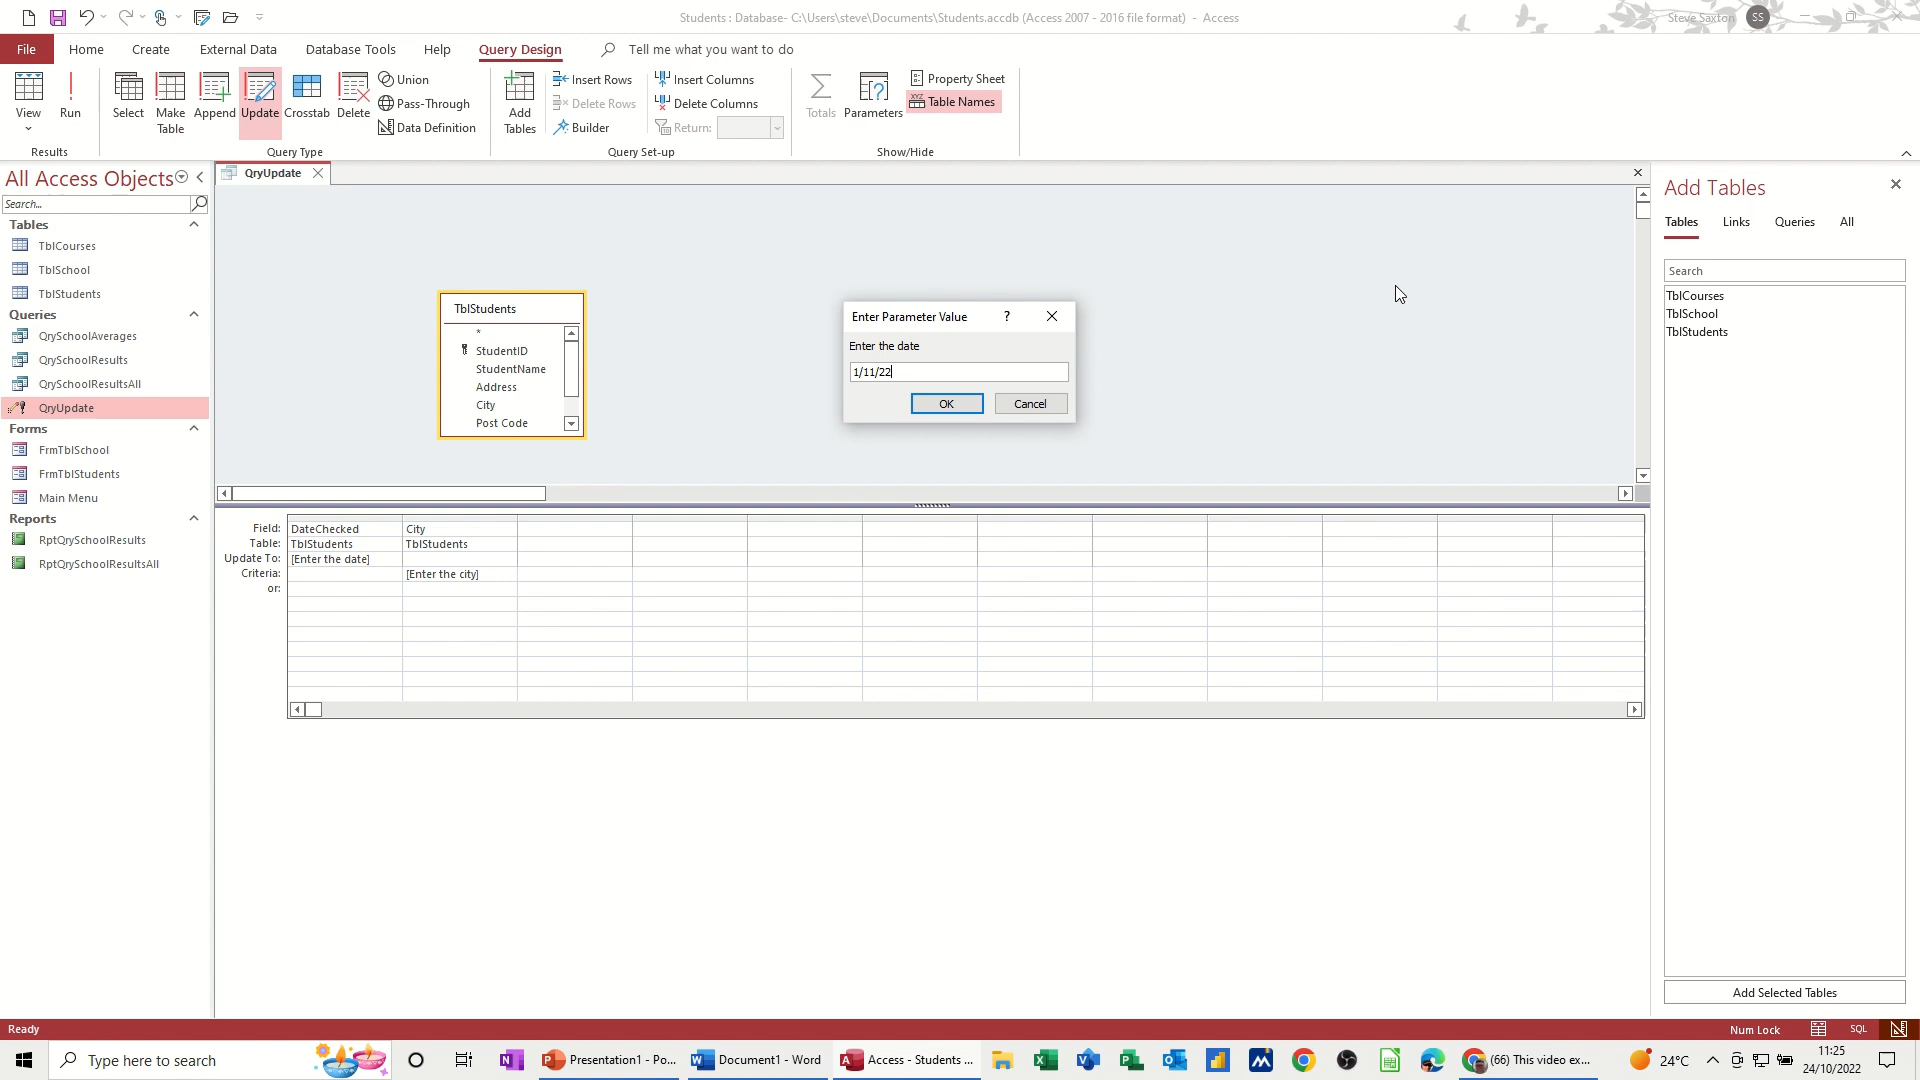 Students : Database- C:\Users\steve\Documents\Students.accdb (Access 2007 - 2016 file format) - Access
Steve Saxton
SS
File
Home
Create
External Data
Database Tools
Help
Query Design
Tell me what you want to do
View
Run
Results
Select
Make
Table
Append
Update
Crosstab
Delete
Union
Pass-Through
Data Definition
Query Type
Add
Tables
Insert Rows
Delete Rows
Builder
Insert Columns
Delete Columns
Return:
Query Set-up
Totals
Parameters
Property Sheet
Table Names
Show/Hide
All Access Objects
Search...
Tables
TblCourses
TblSchool
TblStudents
Queries
QrySchoolAverages
QrySchoolResults
QrySchoolResultsAll
QryUpdate
Forms
FrmTblSchool
FrmTblStudents
Main Menu
Reports
RptQrySchoolResults
RptQrySchoolResultsAll
QryUpdate
TblStudents
*
StudentID
StudentName
Address
City
Post Code
Enter Parameter Value
?
Enter the date
1/11/22
OK
Cancel
Field: DateChecked City
Table: TblStudents TblStudents
Update To: [Enter the date]
Criteria: [Enter the city]
or:
Add Tables
Tables
Links
Queries
All
Search
TblCourses
TblSchool
TblStudents
Add Selected Tables
Ready
Num Lock
SQL
Type here to search
Presentation1 - Po...
Document1 - Word
Access - Students ...
(66) This video ex...
24°C
11:25
24/10/2022